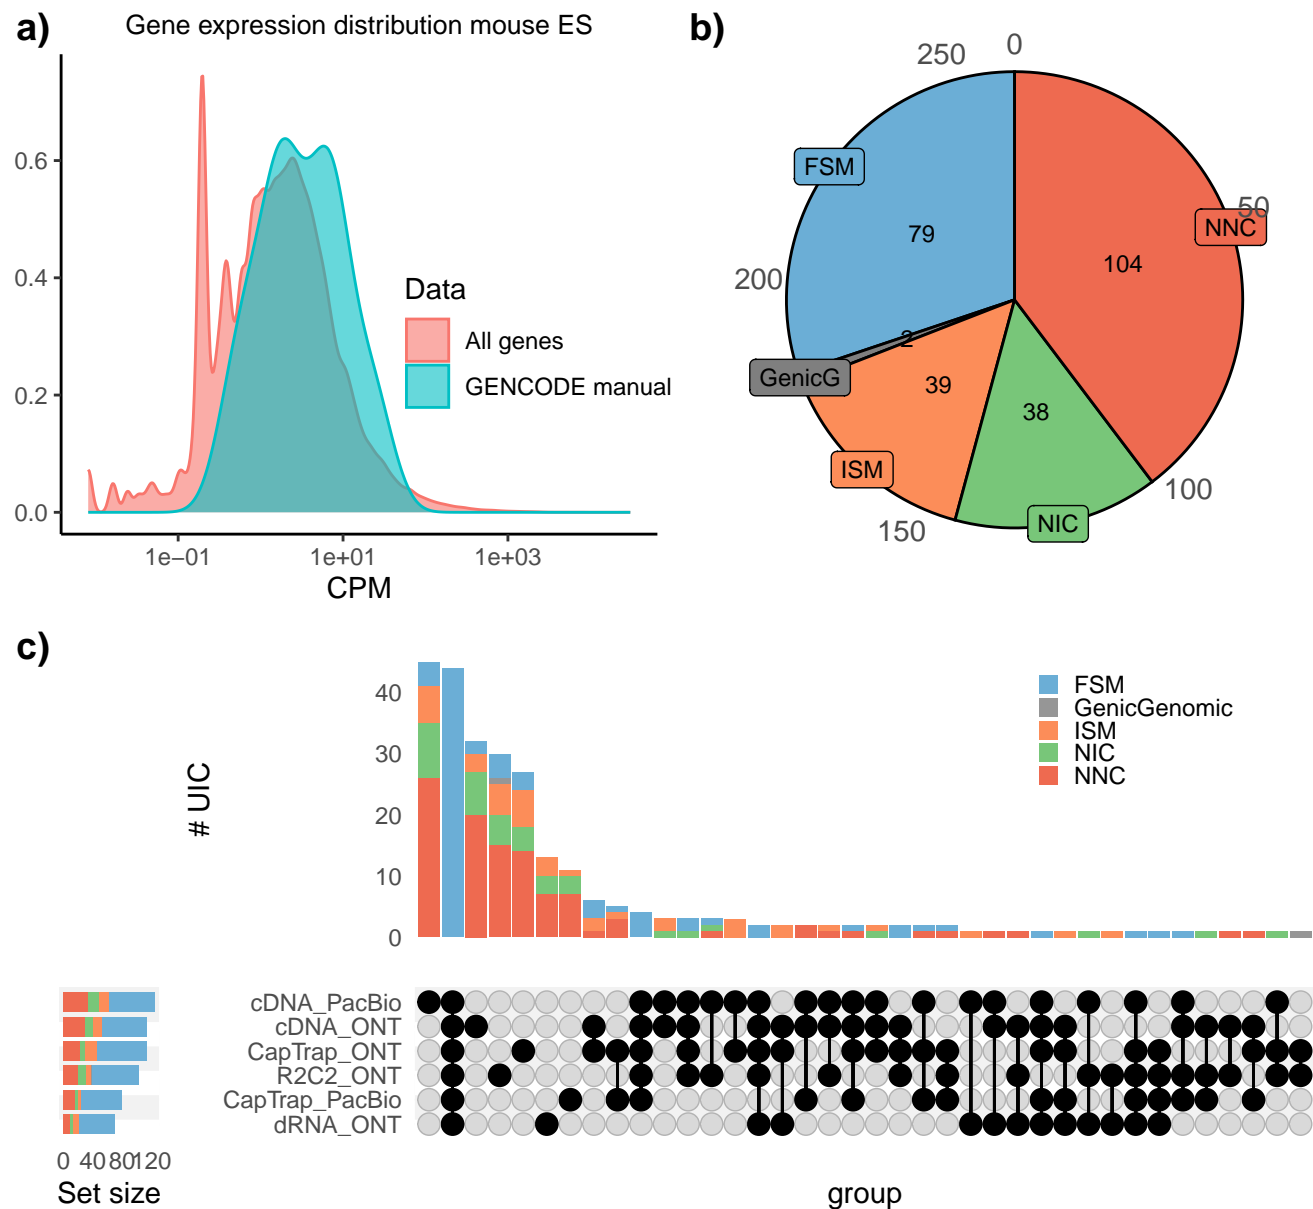 a)
Gene expression distribution mouse ES
0.6
0.4
0.2
0.0
1e−01
1e+01
1e+03
CPM
Data
All genes
GENCODE manual
b)
0
50
100
150
200
250
FSM
NNC
GenicG
ISM
NIC
79
104
2
39
38
c)
# UIC
40
30
20
10
0
FSM
GenicGenomic
ISM
NIC
NNC
cDNA_PacBio
cDNA_ONT
CapTrap_ONT
R2C2_ONT
CapTrap_PacBio
dRNA_ONT
0 40 80 120
Set size
group